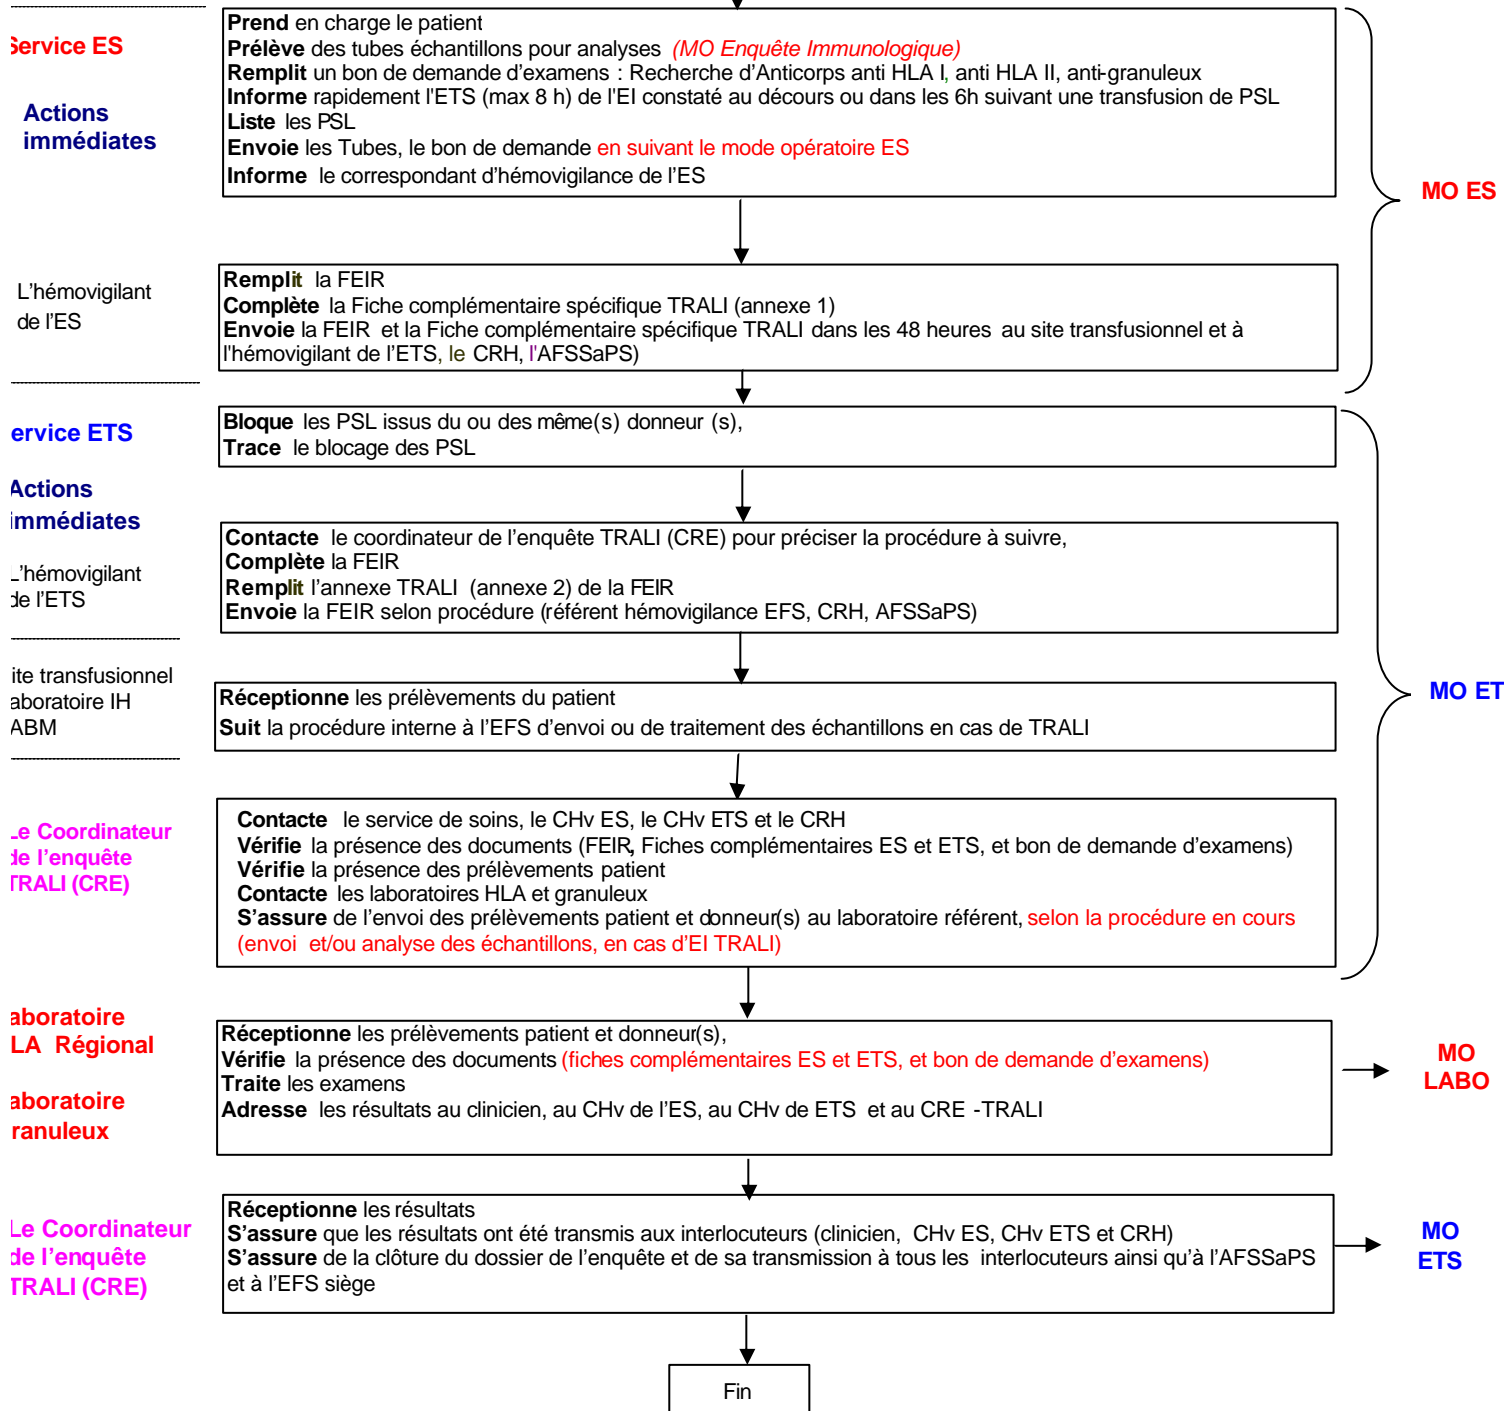 Service ES
Actions
immédiates
Prend en charge le patient
Prélève des tubes échantillons pour analyses (MO Enquête Immunologique)
Remplit un bon de demande d'examens : Recherche d'Anticorps anti HLA I, anti HLA II, anti-granuleux
Informe rapidement l'ETS (max 8 h) de l'EI constaté au décours ou dans les 6h suivant une transfusion de PSL
Liste les PSL
Envoie les Tubes, le bon de demande en suivant le mode opératoire ES
Informe le correspondant d'hémovigilance de l'ES
MO ES
L'hémovigilant
de l'ES
Remplit la FEIR
Complète la Fiche complémentaire spécifique TRALI (annexe 1)
Envoie la FEIR et la Fiche complémentaire spécifique TRALI dans les 48 heures au site transfusionnel et à
l'hémovigilant de l'ETS, le CRH, l'AFSSaPS)
ervice ETS
Actions
immédiates
Bloque les PSL issus du ou des même(s) donneur (s),
Trace le blocage des PSL
L'hémovigilant
de l'ETS
Contacte le coordinateur de l'enquête TRALI (CRE) pour préciser la procédure à suivre,
Complète la FEIR
Remplit l'annexe TRALI (annexe 2) de la FEIR
Envoie la FEIR selon procédure (référent hémovigilance EFS, CRH, AFSSaPS)
ite transfusionnel
aboratoire IH
ABM
Réceptionne les prélèvements du patient
Suit la procédure interne à l'EFS d'envoi ou de traitement des échantillons en cas de TRALI
MO ET
Le Coordinateur
de l'enquête
TRALI (CRE)
Contacte le service de soins, le CHv ES, le CHv ETS et le CRH
Vérifie la présence des documents (FEIR, Fiches complémentaires ES et ETS, et bon de demande d'examens)
Vérifie la présence des prélèvements patient
Contacte les laboratoires HLA et granuleux
S'assure de l'envoi des prélèvements patient et donneur(s) au laboratoire référent, selon la procédure en cours
(envoi et/ou analyse des échantillons, en cas d'EI TRALI)
aboratoire
LA Régional
aboratoire
ranuleux
Réceptionne les prélèvements patient et donneur(s),
Vérifie la présence des documents (fiches complémentaires ES et ETS, et bon de demande d'examens)
Traite les examens
Adresse les résultats au clinicien, au CHv de l'ES, au CHv de ETS et au CRE -TRALI
MO
LABO
Le Coordinateur
de l'enquête
TRALI (CRE)
Réceptionne les résultats
S'assure que les résultats ont été transmis aux interlocuteurs (clinicien, CHv ES, CHv ETS et CRH)
S'assure de la clôture du dossier de l'enquête et de sa transmission à tous les interlocuteurs ainsi qu'à l'AFSSaPS
et à l'EFS siège
MO
ETS
Fin